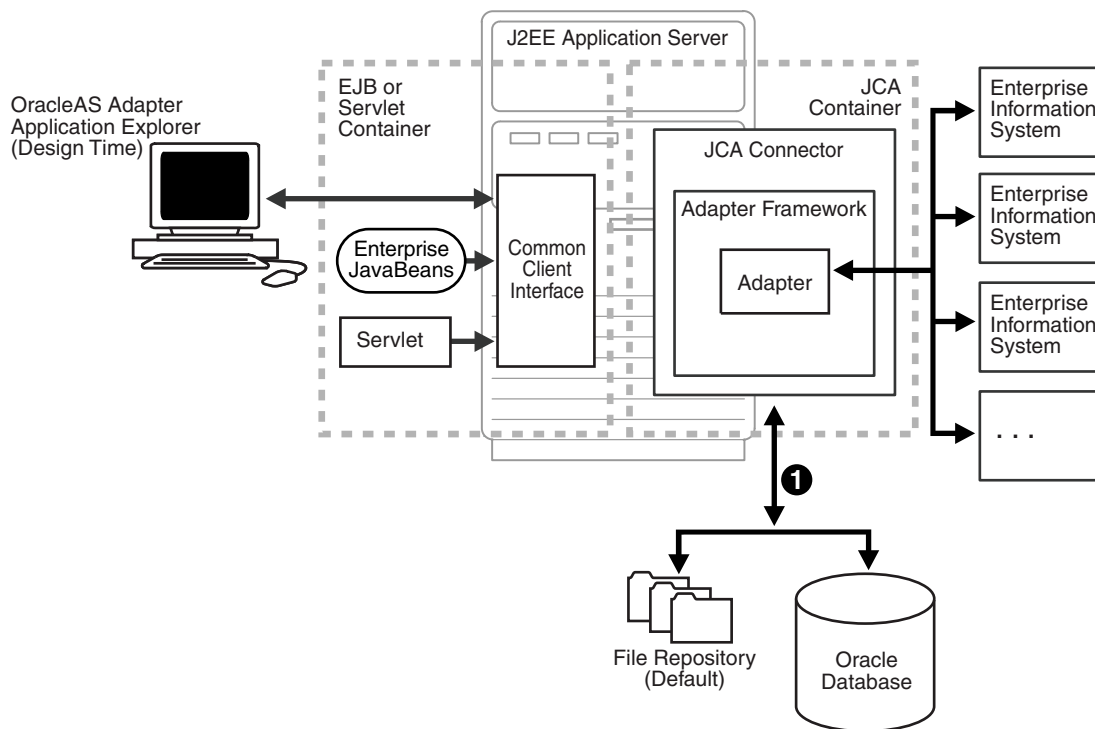 J2EE Application Server
EJB or
Servlet
Container
JCA
Container
OracleAS Adapter
Application Explorer
(Design Time)
JCA Connector
Adapter Framework
Adapter
Enterprise
JavaBeans
Common
Client
Interface
Servlet
Enterprise
Information
System
Enterprise
Information
System
Enterprise
Information
System
. . .
1
File Repository
(Default)
Oracle
Database